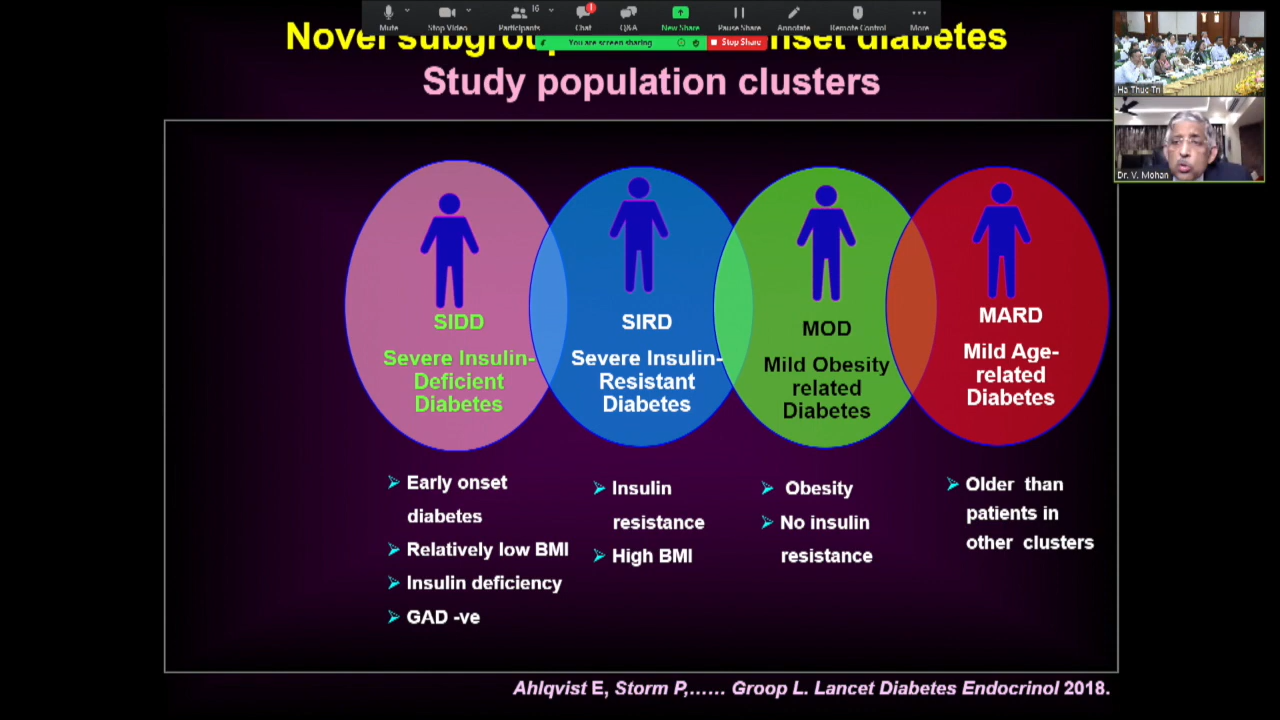 Mute
Stop Video
16
Participants
1
Chat
Q&A
New Share
Pause Share
Annotate
Remote Control
More
You are screen sharing
Stop Share
Novel subgrou nset diabetes
Study population clusters
Ha Thuc Tri
Dr. V. Mohan
SIDD
Severe Insulin-
Deficient
Diabetes
SIRD
Severe Insulin-
Resistant
Diabetes
MOD
Mild Obesity
related
Diabetes
MARD
Mild Age-
related
Diabetes
Early onset
diabetes
Relatively low BMI
Insulin deficiency
GAD -ve
Insulin
resistance
High BMI
Obesity
No insulin
resistance
Older than
patients in
other clusters
Ahlqvist E, Storm P,…… Groop L. Lancet Diabetes Endocrinol 2018.